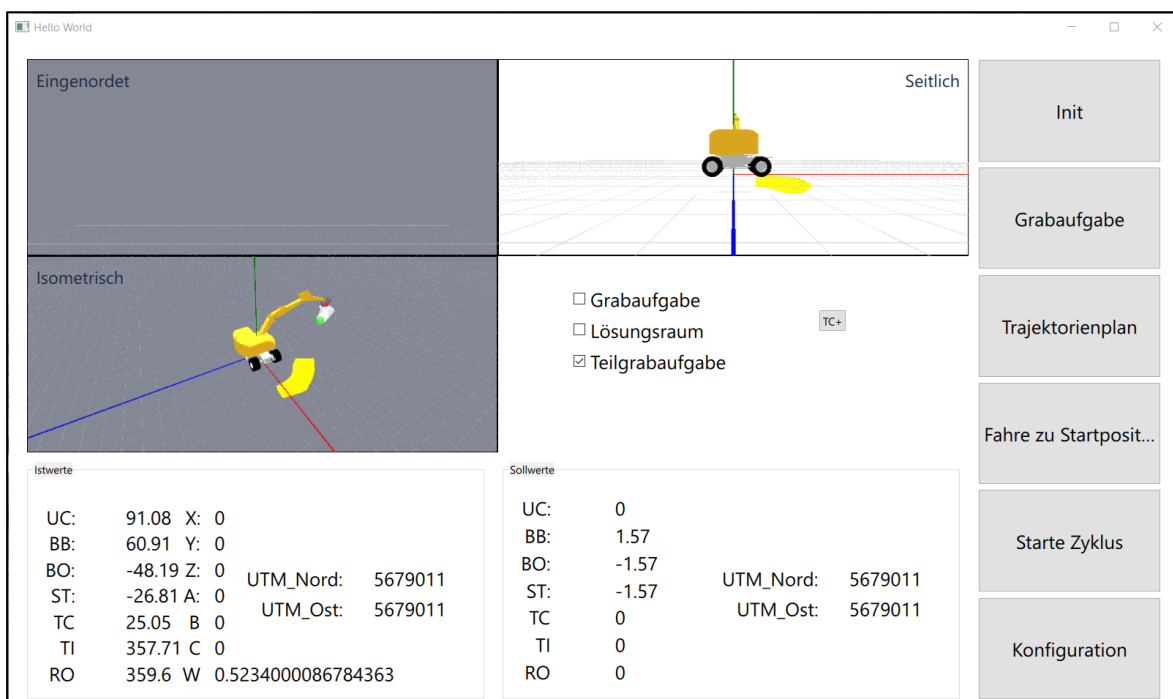 Hello World
Eingenordet
Seitlich
Init
Grabaufgabe
Isometrisch
Grabaufgabe
Lösungsraum
Teilgrabaufgabe
TC+
Trajektorienplan
Fahre zu Startposit...
Starte Zyklus
Konfiguration
Istwerte
UC: 91.08 X: 0
BB: 60.91 Y: 0
BO: -48.19 Z: 0
ST: -26.81 A: 0
TC 25.05 B 0
TI 357.71 C 0
RO 359.6 W 0.5234000086784363
UTM_Nord: 5679011
UTM_Ost: 5679011
Sollwerte
UC: 0
BB: 1.57
BO: -1.57
ST: -1.57
TC 0
TI 0
RO 0
UTM_Nord: 5679011
UTM_Ost: 5679011